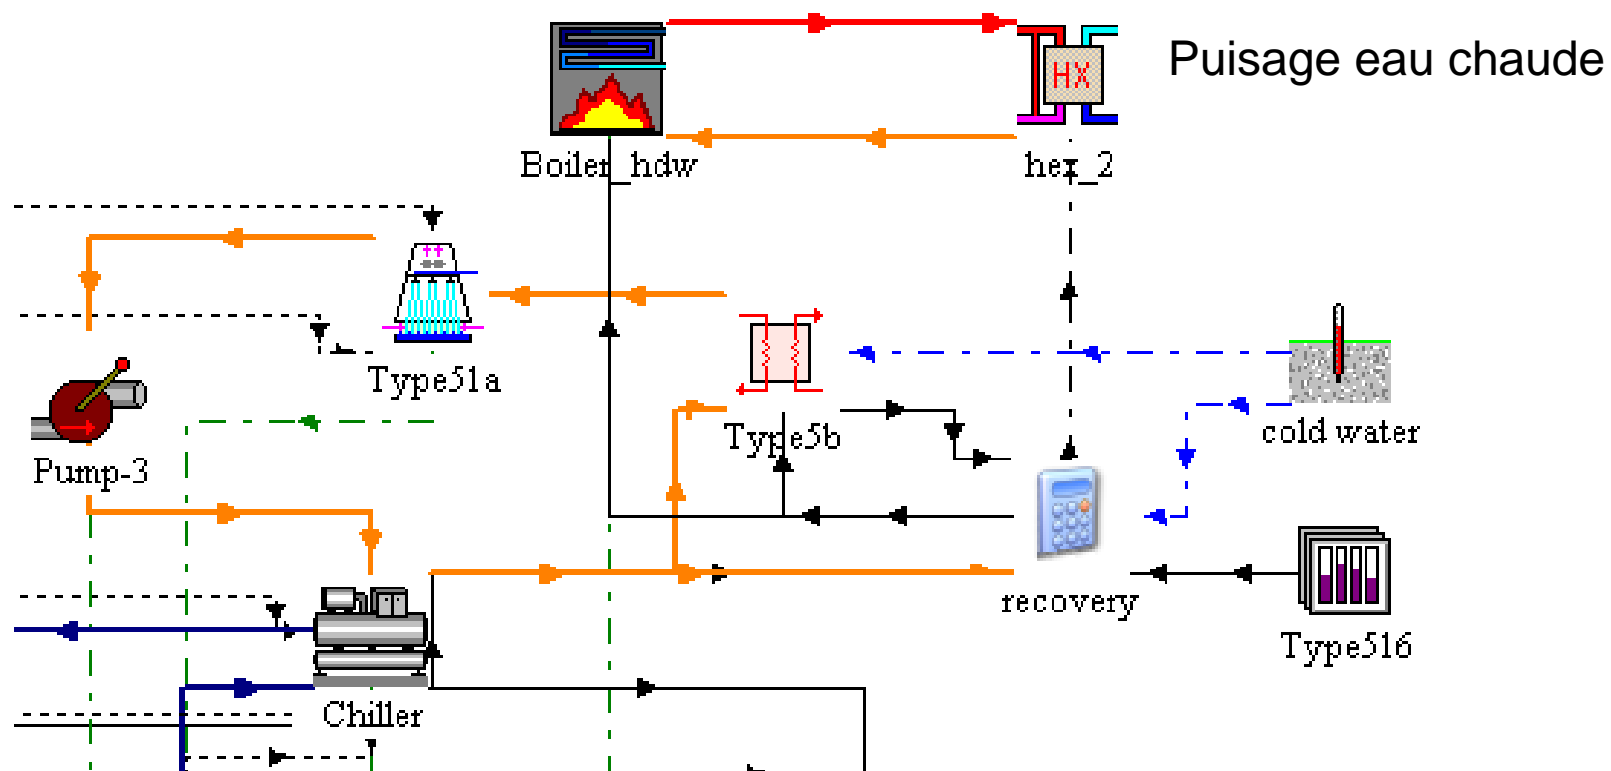 Puisage eau chaude
HX
Boiler_hdw
hex_2
Type51a
Type5b
cold water
Pump-3
recovery
Type516
Chiller